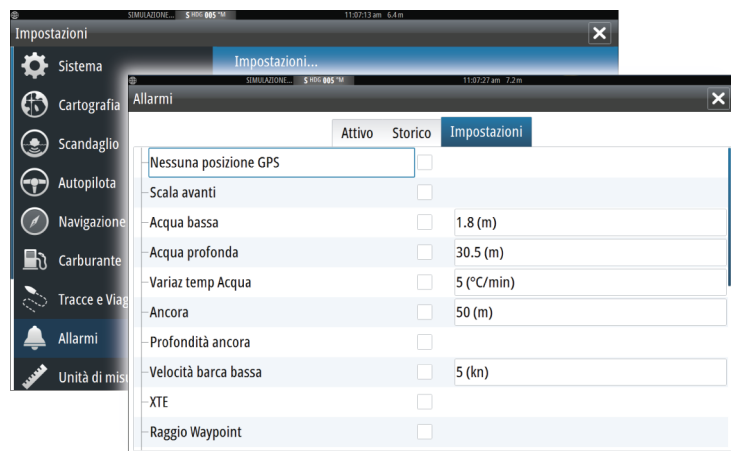 SIMULAZIONE... S HDG 005 °M 11:07:13 am 6.4 m
Impostazioni
Sistema
Impostazioni...
Cartografia
Scandaglio
Autopilota
Navigazione
Carburante
Tracce e Viag
Allarmi
Unità di misu
SIMULAZIONE... S HDG 005 °M 11:07:27 am 7.2 m
Allarmi
Attivo Storico Impostazioni
Nessuna posizione GPS
Scala avanti
Acqua bassa 1.8 (m)
Acqua profonda 30.5 (m)
Variaz temp Acqua 5 (°C/min)
Ancora 50 (m)
Profondità ancora
Velocità barca bassa 5 (kn)
XTE
Raggio Waypoint